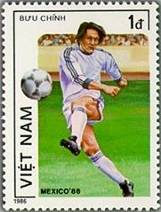 BƯU CHÍNH
1đ
VIỆT NAM
1986
MEXICO'86